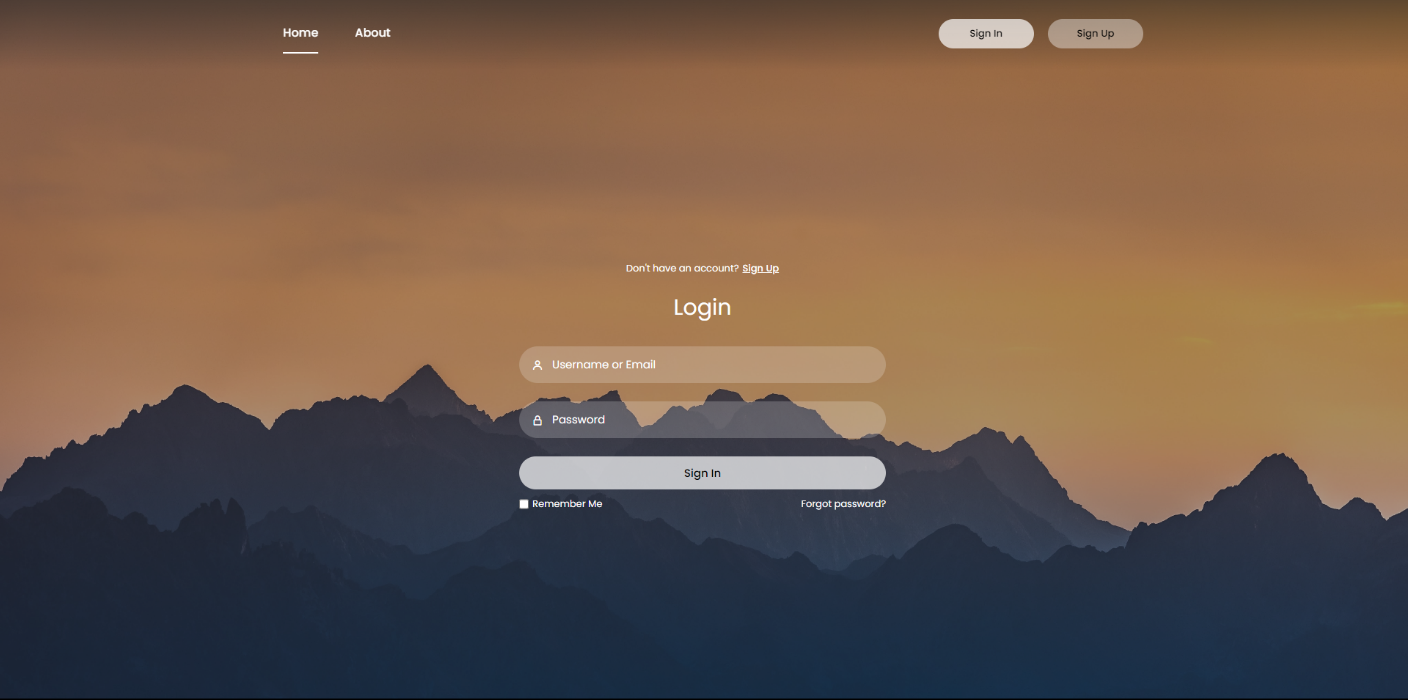 Home About Sign In Sign Up
Don't have an account? Sign Up
Login
Username or Email
Password
Sign In
Remember Me Forgot password?